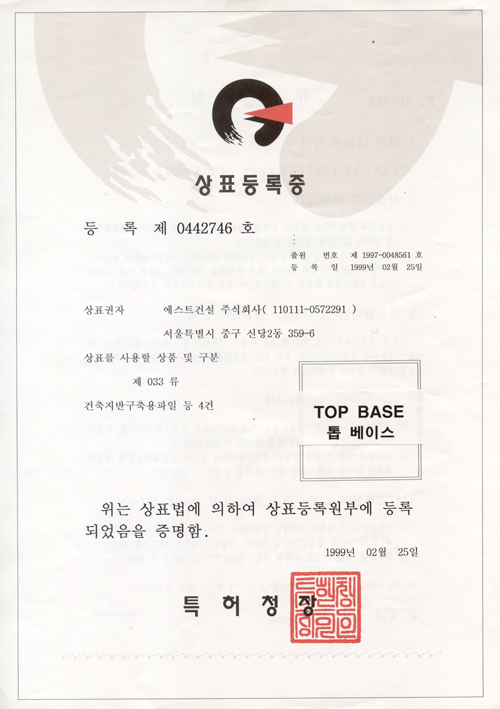 상표등록증
등 록 제 0442746 호
출원 번호 제 1997-0048561 호
등 록 일 1999년 02월 25일
상표권자 에스트건설 주식회사( 110111-0572291 )
서울특별시 중구 신당2동 359-6
상표를 사용할 상품 및 구분
제 033 류
건축지반구축용파일 등 4건
TOP BASE
톱 베이스
위는 상표법에 의하여 상표등록원부에 등록
되었음을 증명함.
1999년 02월 25일
특 허 청 장